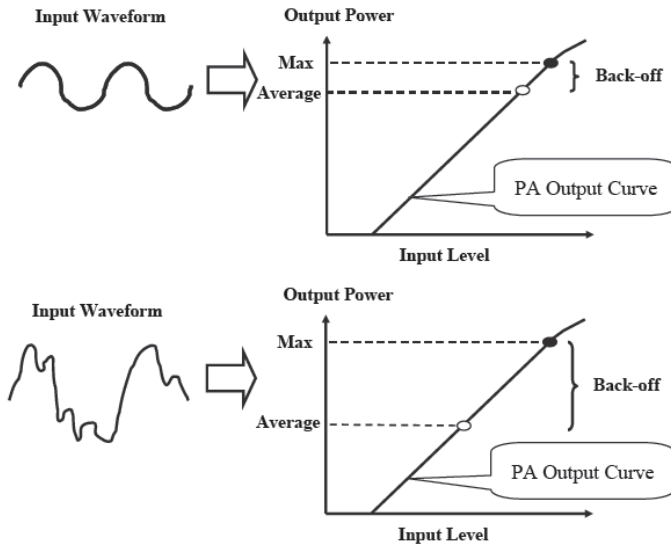 Input Waveform
Output Power
Max
Average
Back-off
PA Output Curve
Input Level
Output Power
Input Waveform
Max
Back-off
Average
PA Output Curve
Input Level